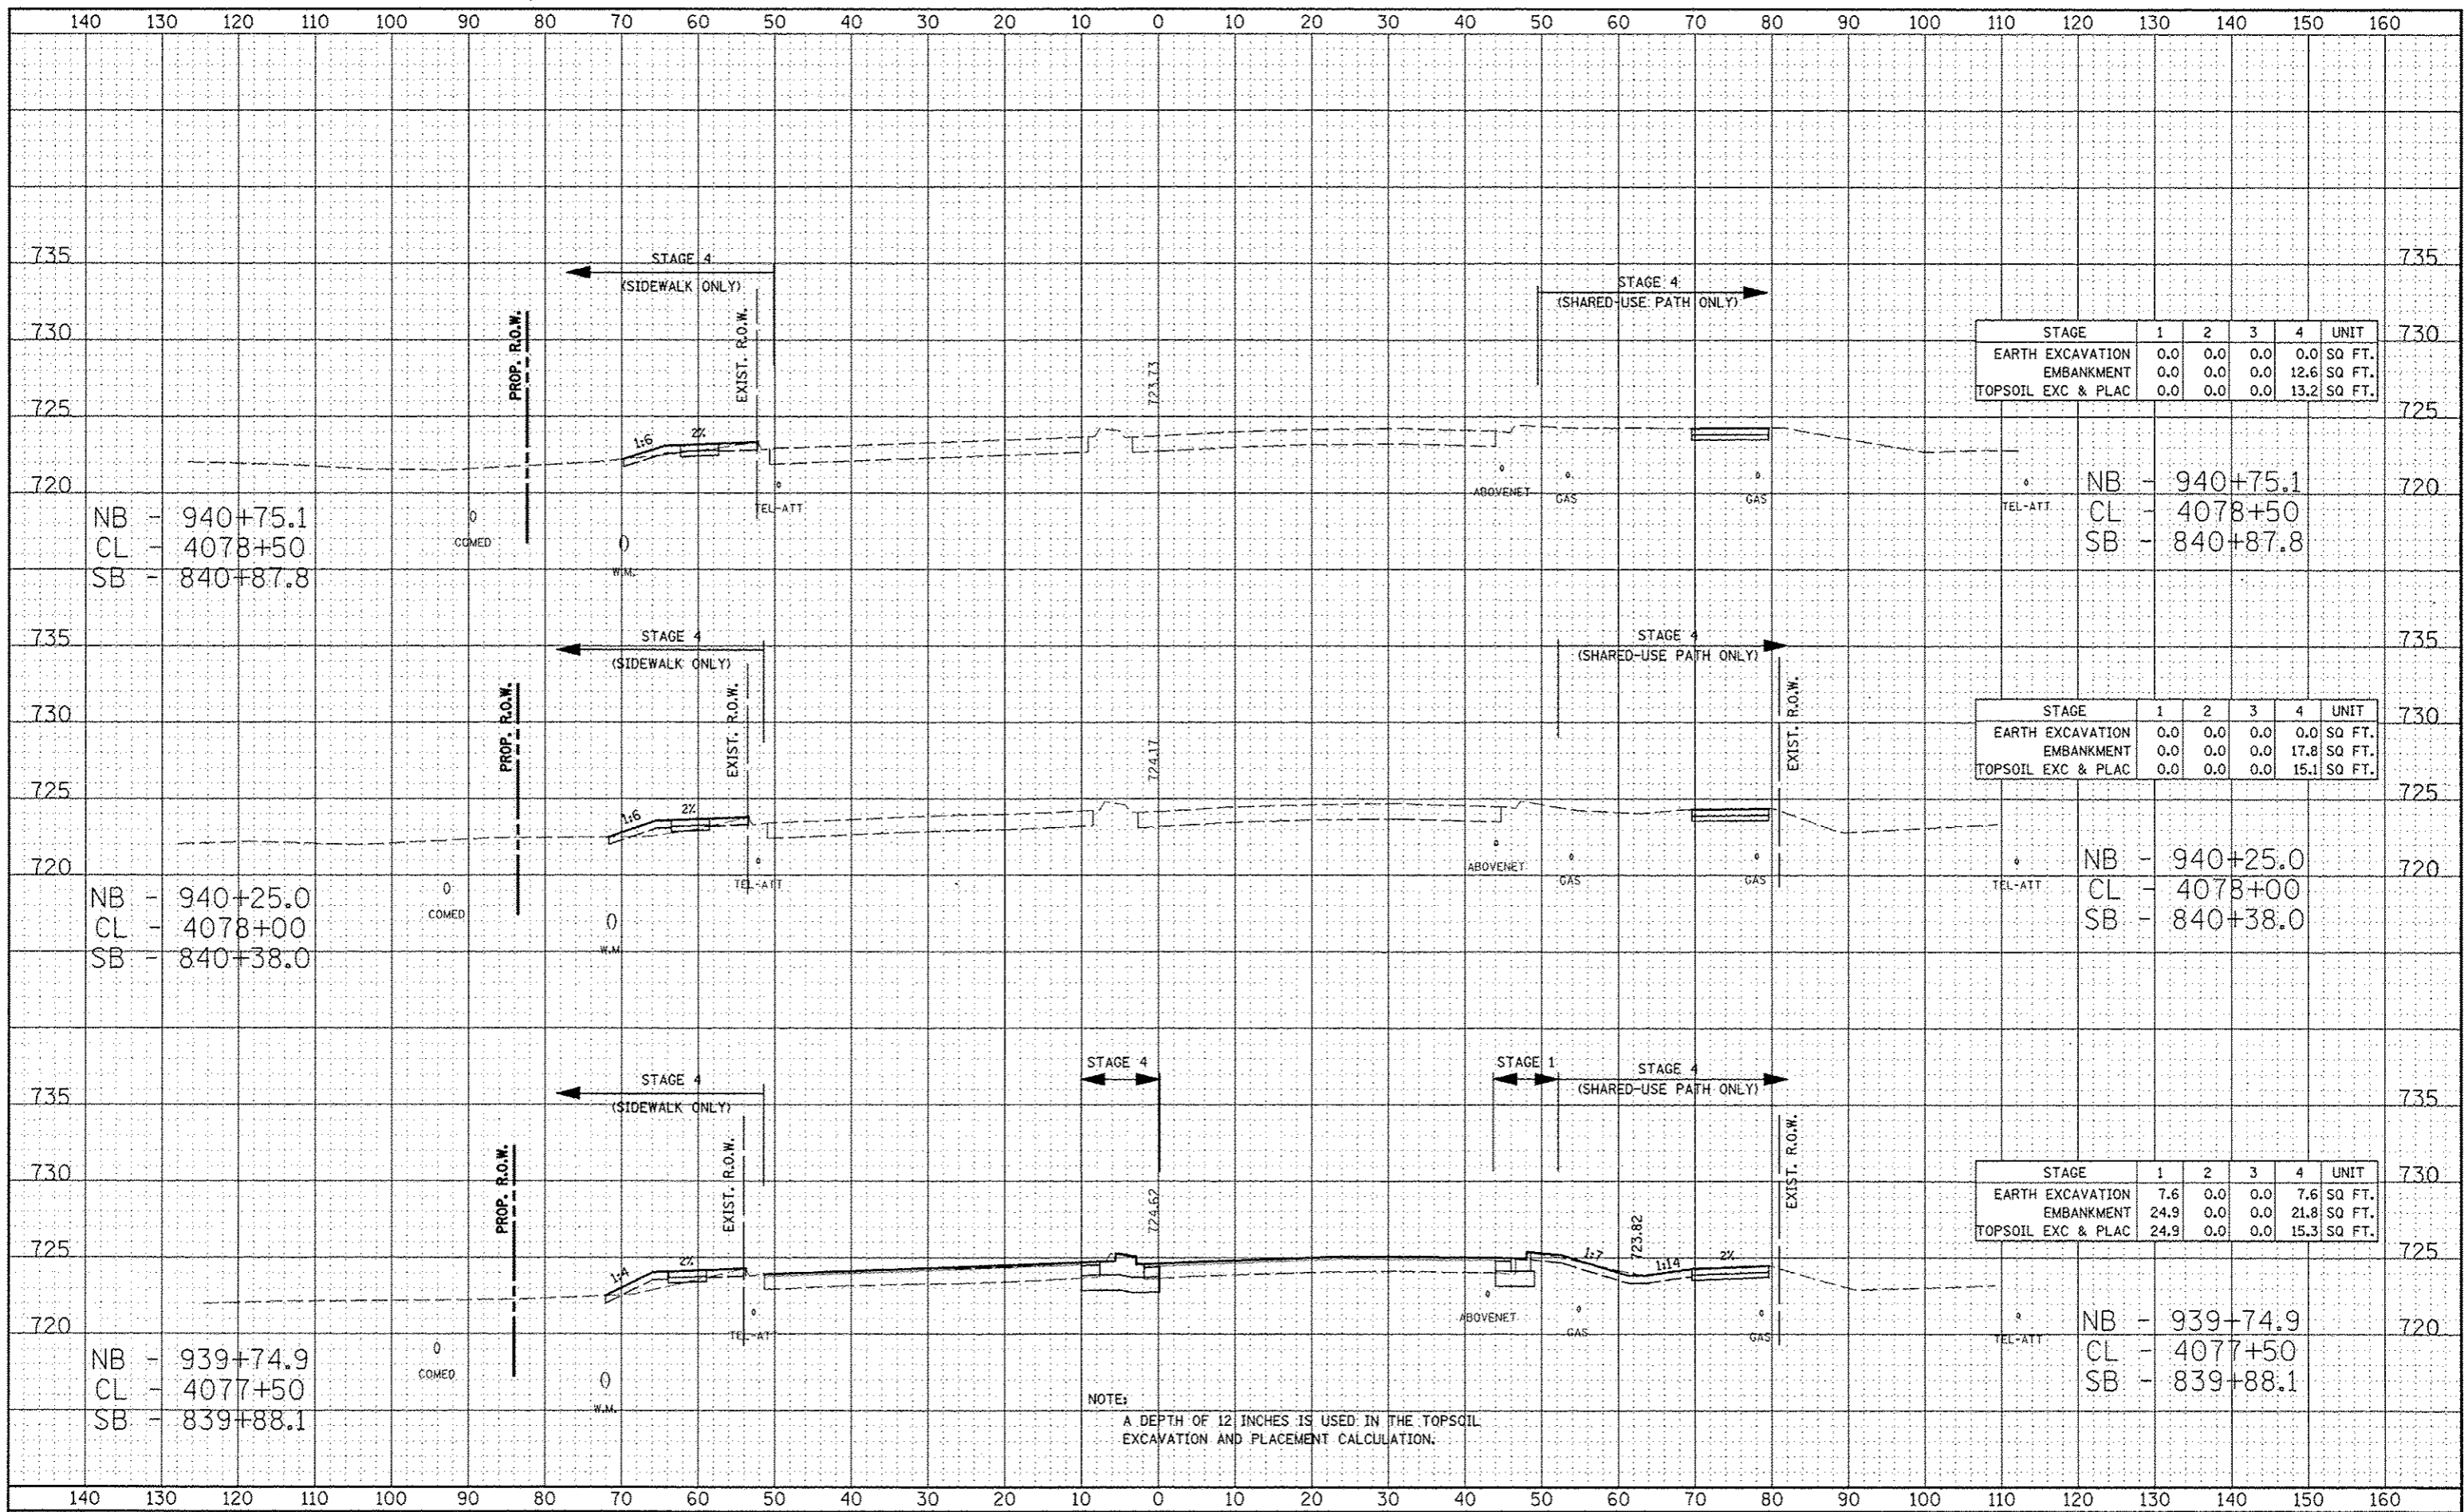 140 130 120 110 100 90 80 70 60 50 40 30 20 10 0 10 20 30 40 50 60 70 80 90 100 110 120 130 140 150 160
735 735
STAGE 4
(SIDEWALK ONLY)
STAGE 4
(SHARED-USE PATH ONLY)
730 730
PROP. R.O.W.
EXIST. R.O.W.
723.73
STAGE 1 2 3 4 UNIT
EARTH EXCAVATION 0.0 0.0 0.0 0.0 SQ FT.
EMBANKMENT 0.0 0.0 0.0 12.6 SQ FT.
TOPSOIL EXC & PLAC 0.0 0.0 0.0 13.2 SQ FT.
725 725
1:6 2%
720 720
COMED
W.M.
TEL-ATT
ABOVENET
GAS
GAS
TEL-ATT
NB - 940+75.1
CL - 4078+50
SB - 840+87.8
NB - 940+75.1
CL - 4078+50
SB - 840+87.8
735 735
STAGE 4
(SIDEWALK ONLY)
STAGE 4
(SHARED-USE PATH ONLY)
730 730
PROP. R.O.W.
EXIST. R.O.W.
724.17
EXIST. R.O.W.
STAGE 1 2 3 4 UNIT
EARTH EXCAVATION 0.0 0.0 0.0 0.0 SQ FT.
EMBANKMENT 0.0 0.0 0.0 17.8 SQ FT.
TOPSOIL EXC & PLAC 0.0 0.0 0.0 15.1 SQ FT.
725 725
1:6 2%
720 720
COMED
W.M.
TEL-ATT
ABOVENET
GAS
GAS
TEL-ATT
NB - 940+25.0
CL - 4078+00
SB - 840+38.0
NB - 940+25.0
CL - 4078+00
SB - 840+38.0
STAGE 4
STAGE 1
735 735
STAGE 4
(SIDEWALK ONLY)
STAGE 4
(SHARED-USE PATH ONLY)
730 730
PROP. R.O.W.
EXIST. R.O.W.
724.62
723.82
EXIST. R.O.W.
STAGE 1 2 3 4 UNIT
EARTH EXCAVATION 7.6 0.0 0.0 7.6 SQ FT.
EMBANKMENT 24.9 0.0 0.0 21.8 SQ FT.
TOPSOIL EXC & PLAC 24.9 0.0 0.0 15.3 SQ FT.
725 725
1:4 2% 1:7 1:14 2%
720 720
COMED
W.M.
TEL-AT
ABOVENET
GAS
GAS
TEL-ATT
NB - 939+74.9
CL - 4077+50
SB - 839+88.1
NB - 939+74.9
CL - 4077+50
SB - 839+88.1
NOTE:
A DEPTH OF 12 INCHES IS USED IN THE TOPSOIL
EXCAVATION AND PLACEMENT CALCULATION.
140 130 120 110 100 90 80 70 60 50 40 30 20 10 0 10 20 30 40 50 60 70 80 90 100 110 120 130 140 150 160